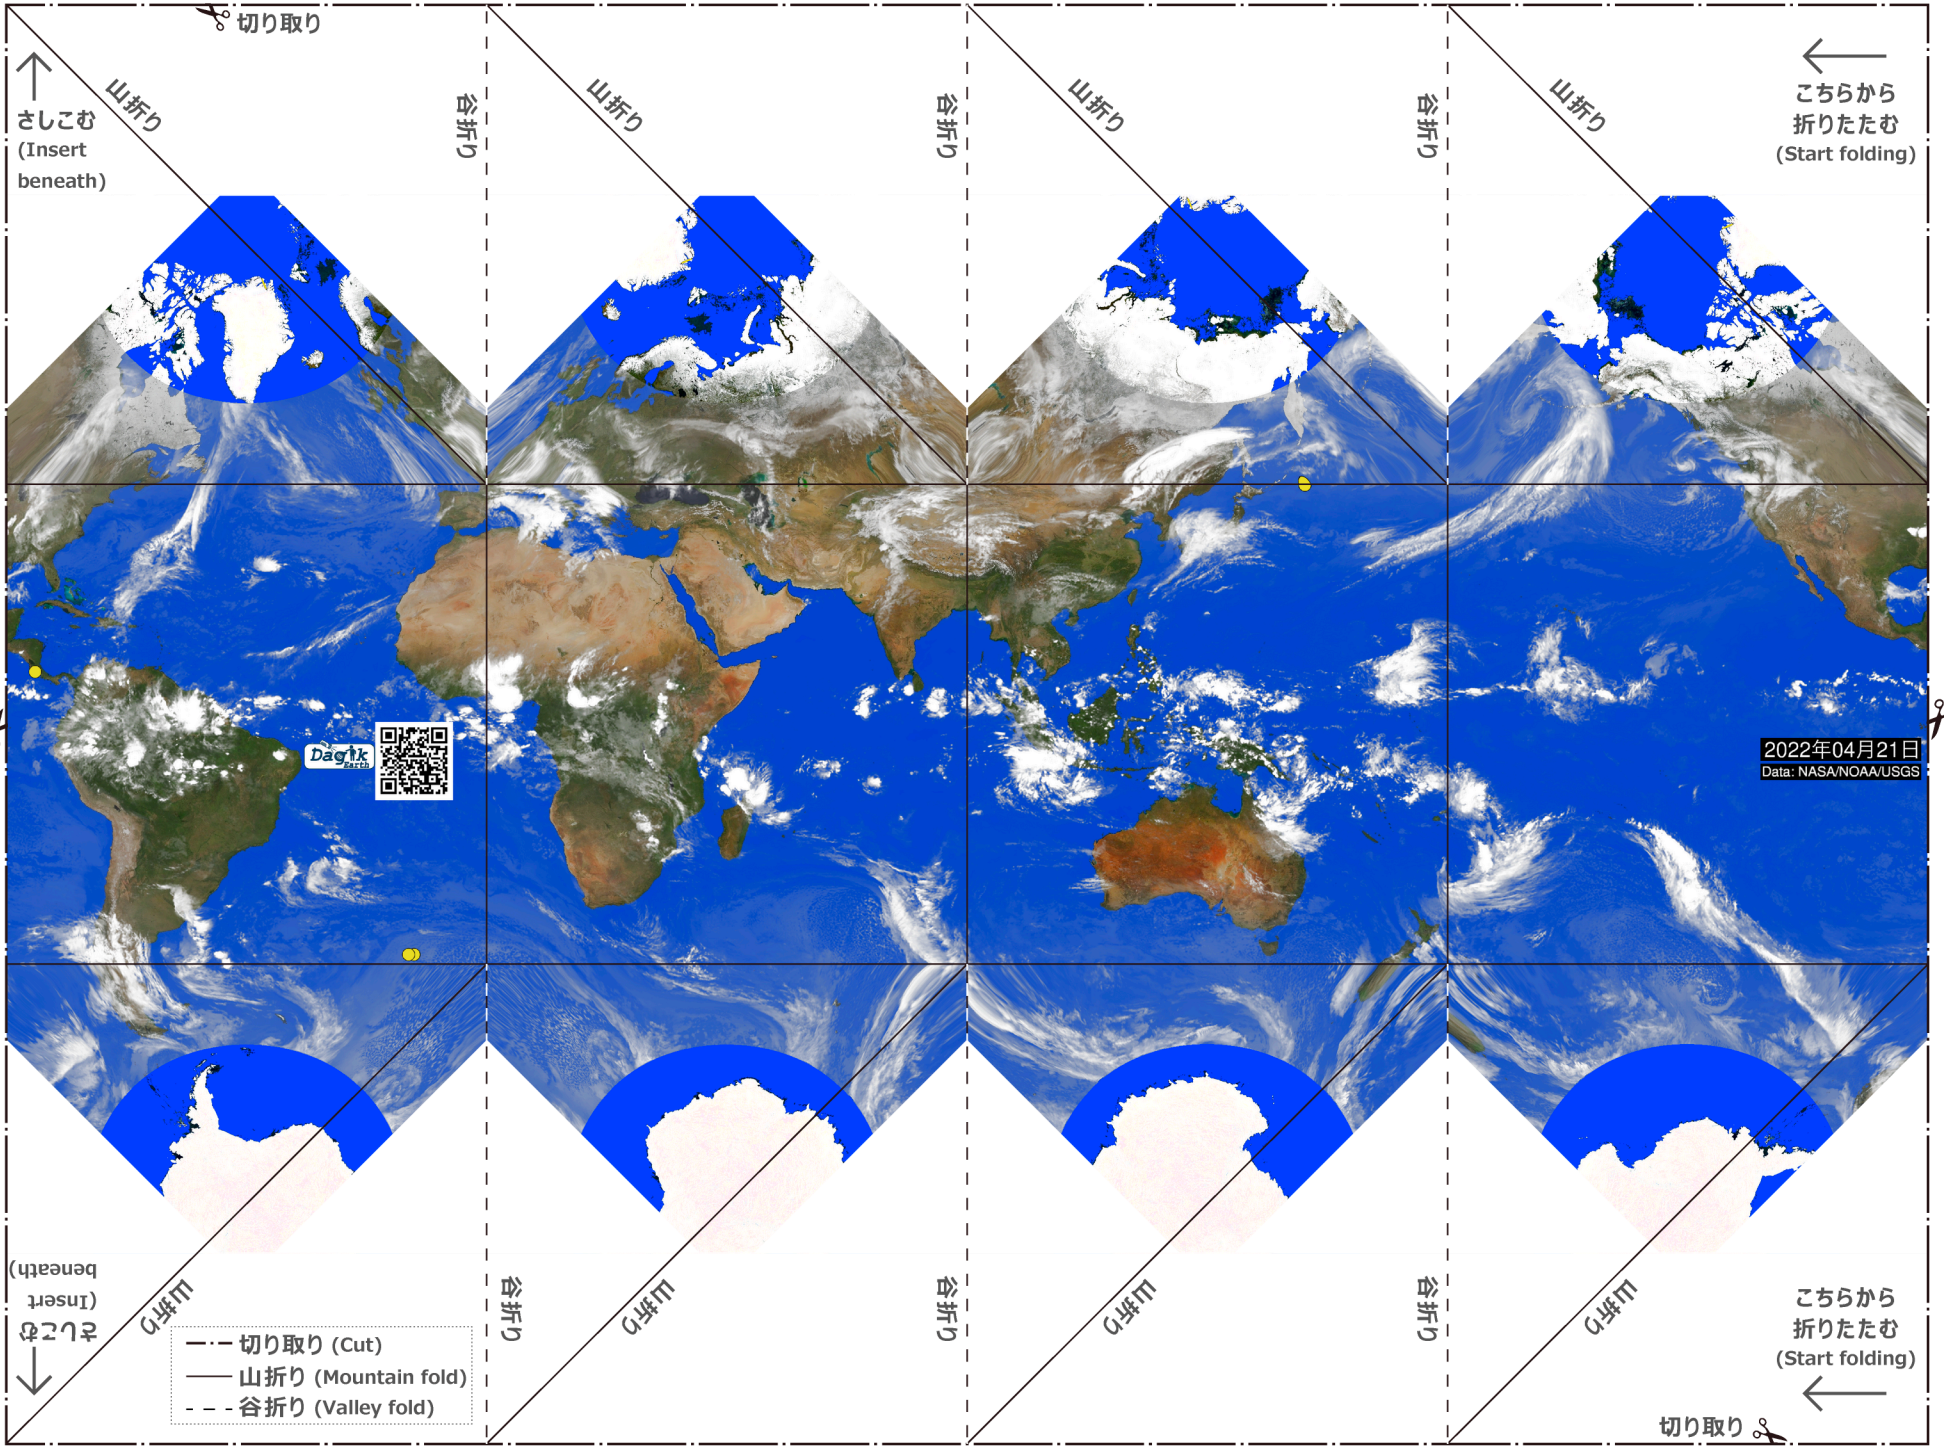 切り取り
山折り
谷折り
山折り
谷折り
山折り
谷折り
山折り
さしこむ
(Insert
beneath)
こちらから
折りたたむ
(Start folding)
Dagik
Earth
2022年04月21日
Data: NASA/NOAA/USGS
さしこむ
(Insert
beneath)
山折り
谷折り
山折り
谷折り
山折り
谷折り
山折り
こちらから
折りたたむ
(Start folding)
切り取り (Cut)
山折り (Mountain fold)
谷折り (Valley fold)
切り取り